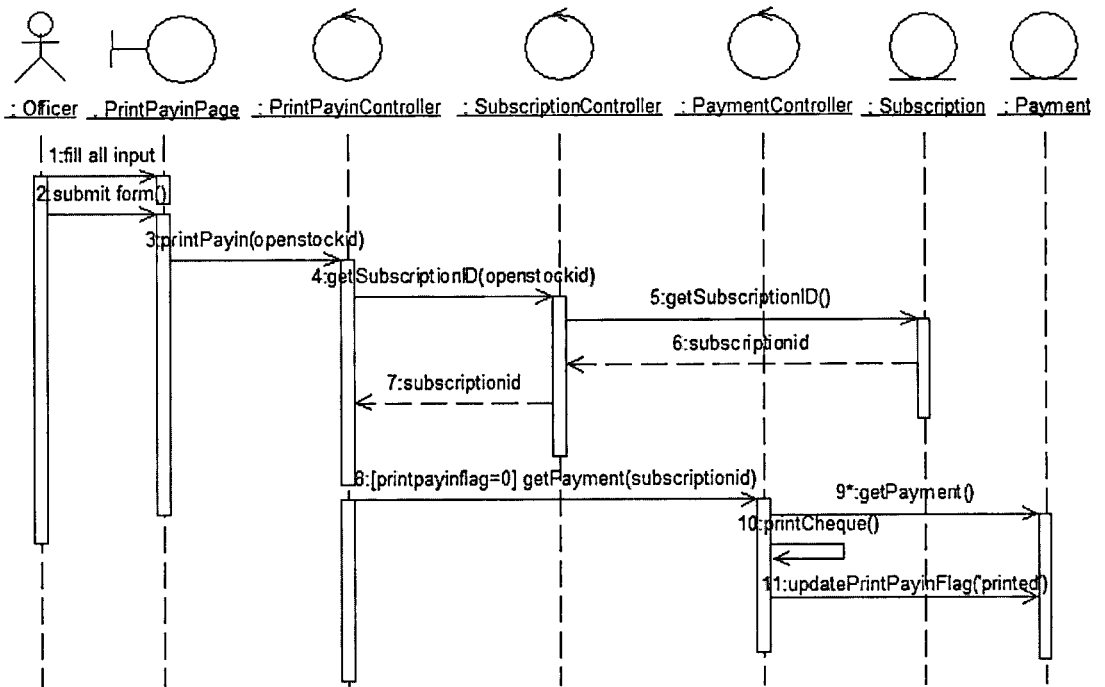 : Officer
: PrintPayinPage
: PrintPayinController
: SubscriptionController
: PaymentController
: Subscription
: Payment
1:fill all input
2:submit form()
3:printPayin(openstockid)
4:getSubscriptionID(openstockid)
5:getSubscriptionID()
6:subscriptionid
7:subscriptionid
8:[printpayinflag=0] getPayment(subscriptionid)
9*:getPayment()
10:printCheque()
11:updatePrintPayinFlag('printed')